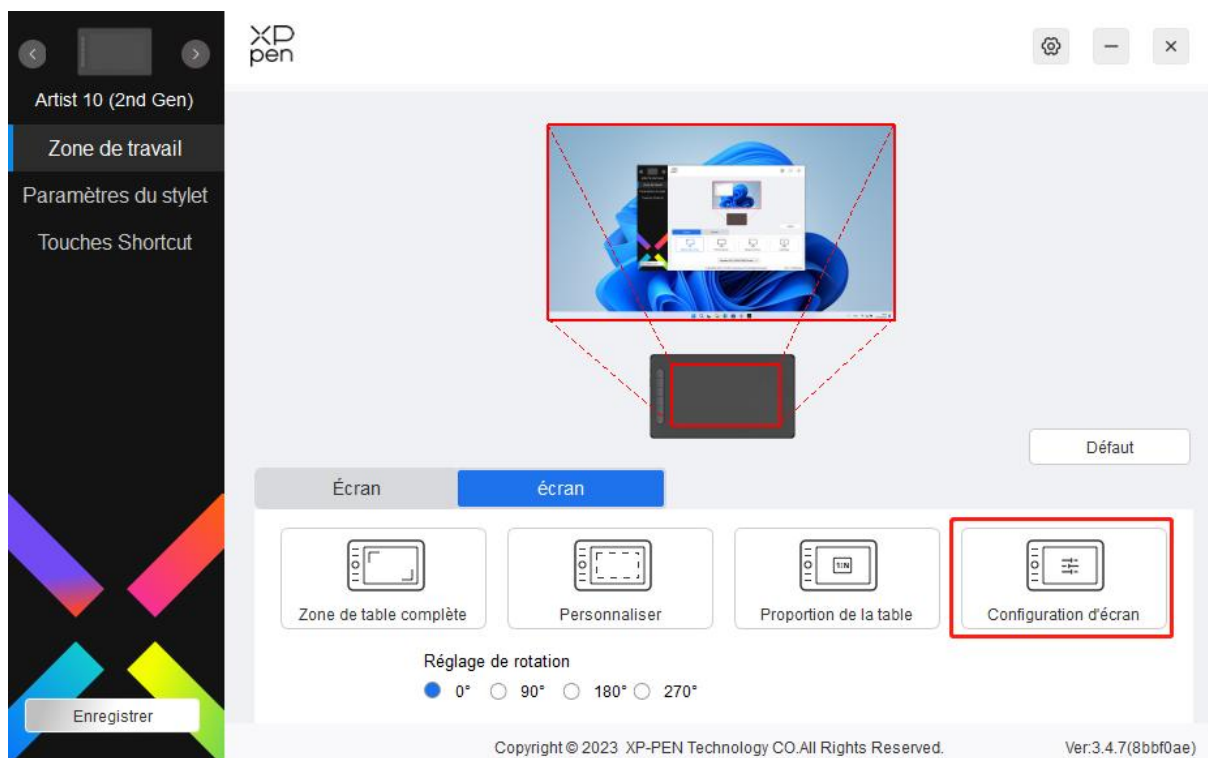 XP
pen
Artist 10 (2nd Gen)
Zone de travail
Paramètres du stylet
Touches Shortcut
Enregistrer
Défaut
Écran
écran
Zone de table complète
Personnaliser
1:N
Proportion de la table
Configuration d'écran
Réglage de rotation
0° 90° 180° 270°
Copyright © 2023 XP-PEN Technology CO.All Rights Reserved.
Ver:3.4.7(8bbf0ae)